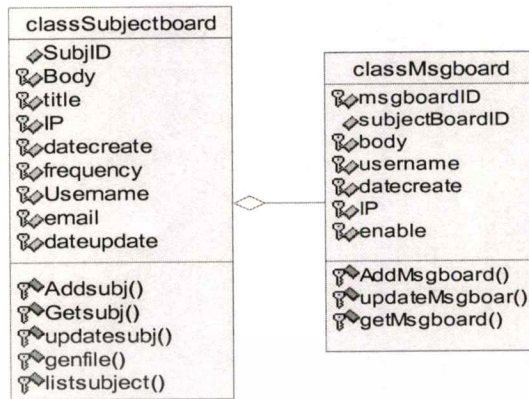 classSubjectboard
SubjID
Body
title
IP
datecreate
frequency
Username
email
dateupdate
Addsubj()
Getsubj()
updatesubj()
genfile()
listsubject()
classMsgboard
msgboardID
subjectBoardID
body
username
datecreate
IP
enable
AddMsgboard()
updateMsgboar()
getMsgboard()